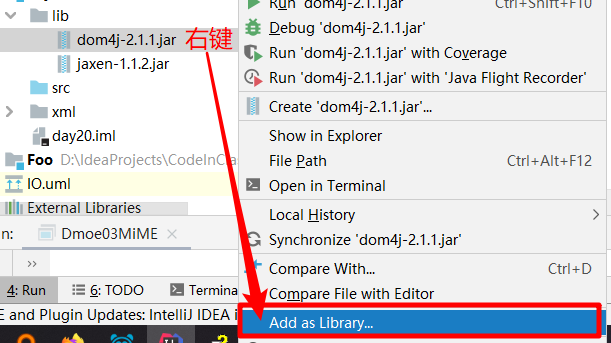 lib
dom4j-2.1.1.jar
右键
jaxen-1.1.2.jar
src
xml
day20.iml
Foo D:\IdeaProjects\CodeInCla
IO.uml
External Libraries
n:
Dmoe03MiME
4: Run
6: TODO
Termina
E and Plugin Updates: IntelliJ IDEA i
Run 'dom4j-2.1.1.jar'
Ctrl+Shift+F10
Debug 'dom4j-2.1.1.jar'
Run 'dom4j-2.1.1.jar' with Coverage
Run 'dom4j-2.1.1.jar' with 'Java Flight Recorder'
Create 'dom4j-2.1.1.jar'...
Show in Explorer
File Path
Ctrl+Alt+F12
Open in Terminal
Local History
Synchronize 'dom4j-2.1.1.jar'
Compare With...
Ctrl+D
Compare File with Editor
Add as Library...